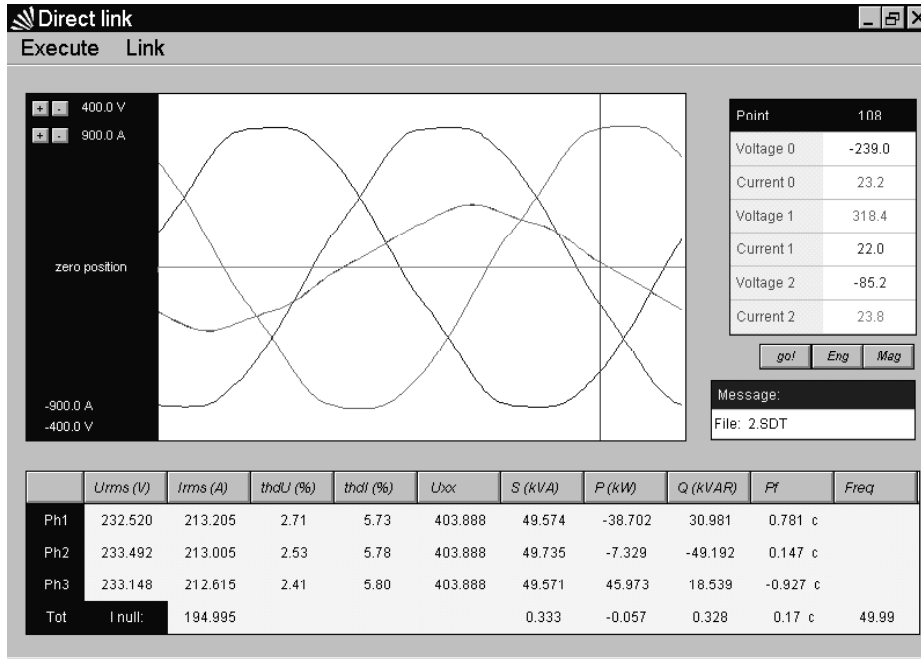 Direct link
Execute Link
+ - 400.0 V
+ - 900.0 A
zero position
-900.0 A
-400.0 V
Point 108
Voltage 0 -239.0
Current 0 23.2
Voltage 1 318.4
Current 1 22.0
Voltage 2 -85.2
Current 2 23.8
go! Eng Mag
Message:
File: 2.SDT
Urms (V) Irms (A) thdU (%) thdI (%) Uxx S (kVA) P (kW) Q (kVAR) Pf Freq
Ph1 232.520 213.205 2.71 5.73 403.888 49.574 -38.702 30.981 0.781 c
Ph2 233.492 213.005 2.53 5.78 403.888 49.735 -7.329 -49.192 0.147 c
Ph3 233.148 212.615 2.41 5.80 403.888 49.571 45.973 18.539 -0.927 c
Tot I null: 194.995 0.333 -0.057 0.328 0.17 c 49.99